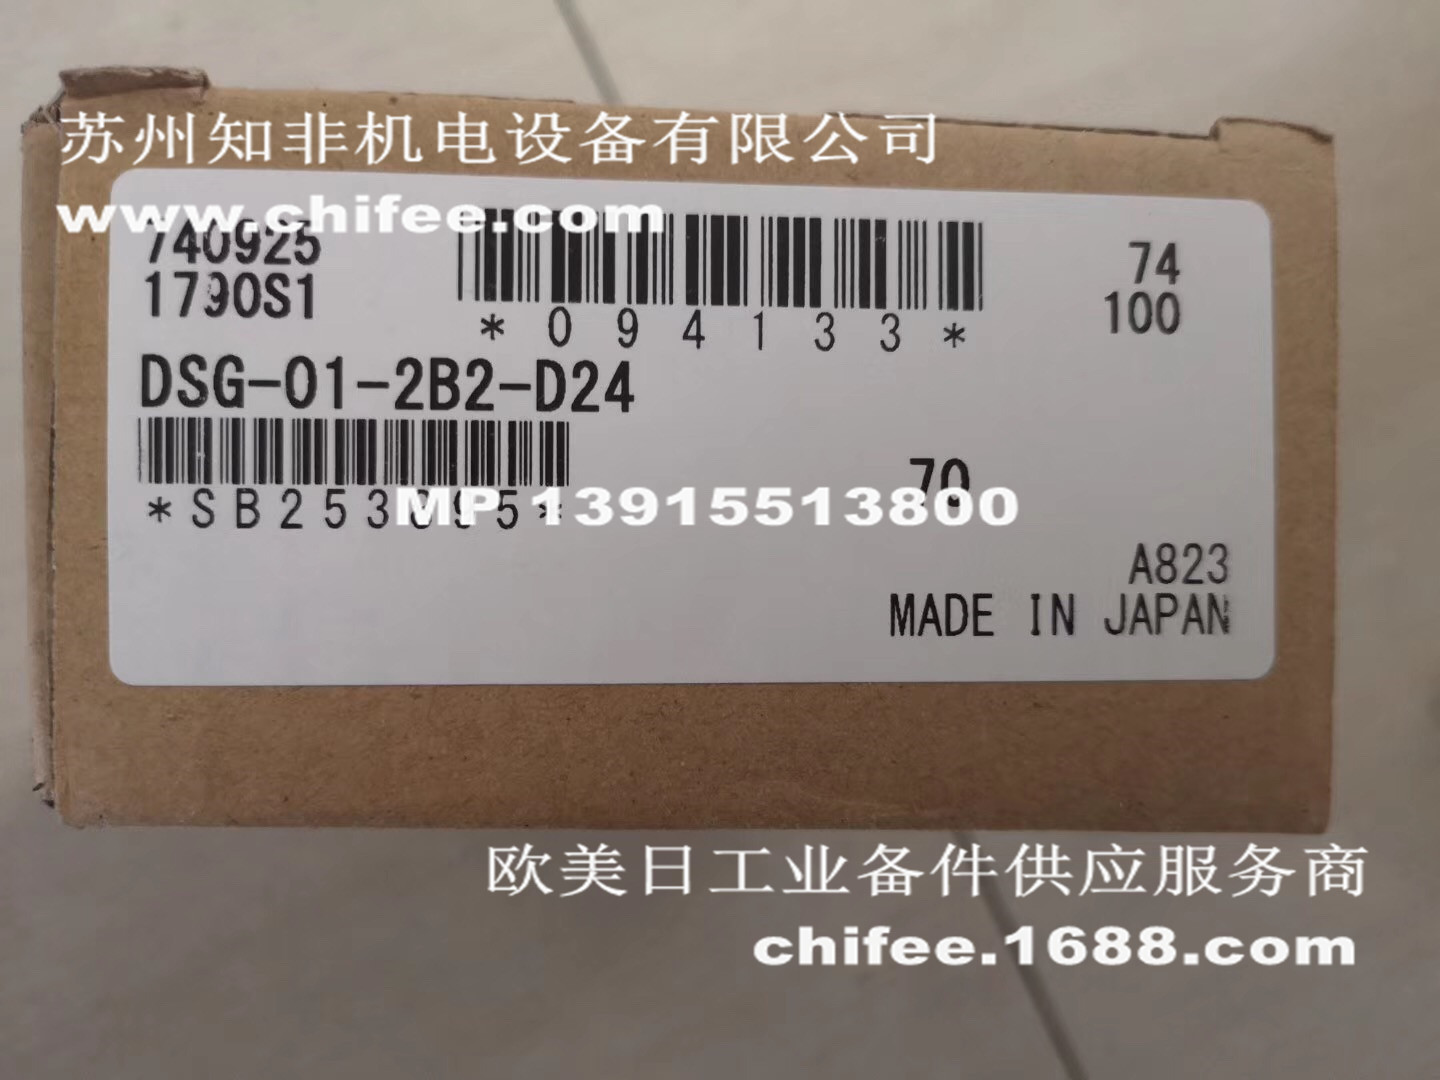 苏州知非机电设备有限公司
www.chifee.com
740925
1790S1
*094133*
74
100
DSG-01-2B2-D24
70
MP 13915513800
A823
MADE IN JAPAN
欧美日工业备件供应服务商
chifee.1688.com